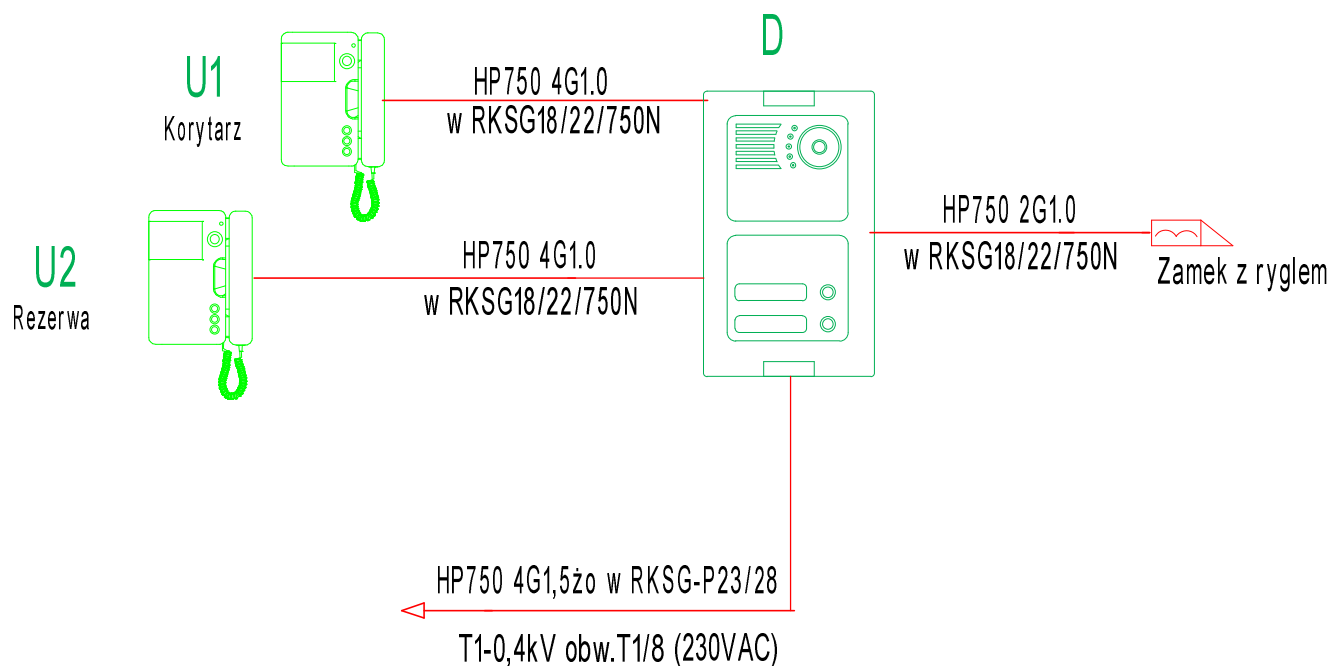 D
U1
Korytarz
HP750 4G1.0
w RKSG18/22/750N
U2
Rezerwa
HP750 4G1.0
w RKSG18/22/750N
HP750 2G1.0
w RKSG18/22/750N
Zamek z ryglem
HP750 4G1,5żo w RKSG-P23/28
T1-0,4kV obw.T1/8 (230VAC)